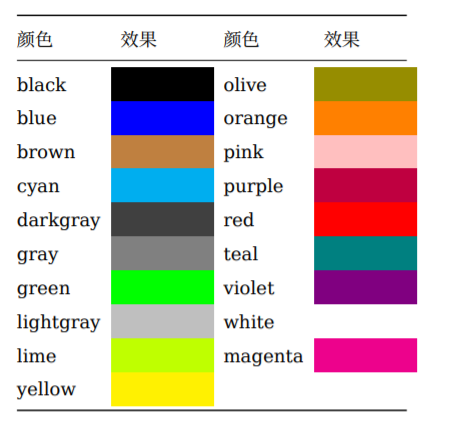 颜色 效果 颜色 效果
black olive
blue orange
brown pink
cyan purple
darkgray red
gray teal
green violet
lightgray white
lime magenta
yellow